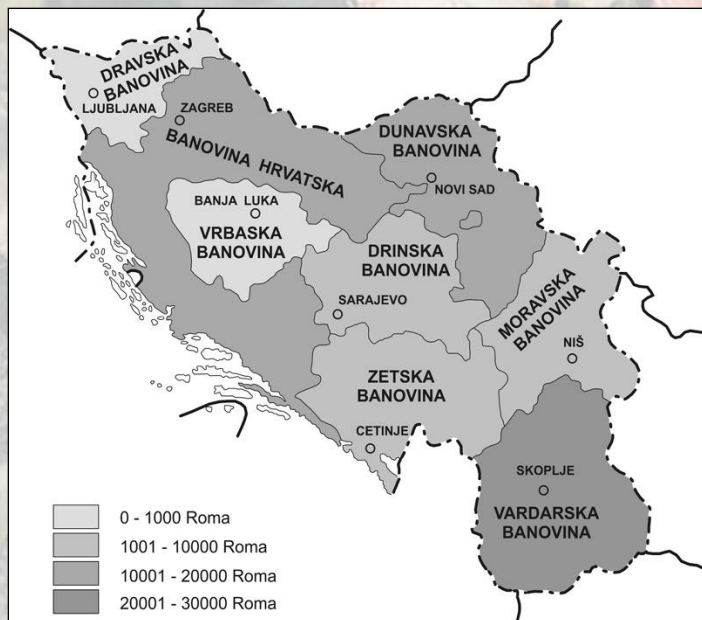 DRAVSKA
BANOVINA
LJUBLJANA
ZAGREB
BANOVINA HRVATSKA
DUNAVSKA
BANOVINA
NOVI SAD
BANJA LUKA
VRBASKA
BANOVINA
DRINSKA
BANOVINA
SARAJEVO
MORAVSKA
BANOVINA
NIŠ
ZETSKA
BANOVINA
CETINJE
SKOPLJE
VARDARSKA
BANOVINA
0 - 1000 Roma
1001 - 10000 Roma
10001 - 20000 Roma
20001 - 30000 Roma